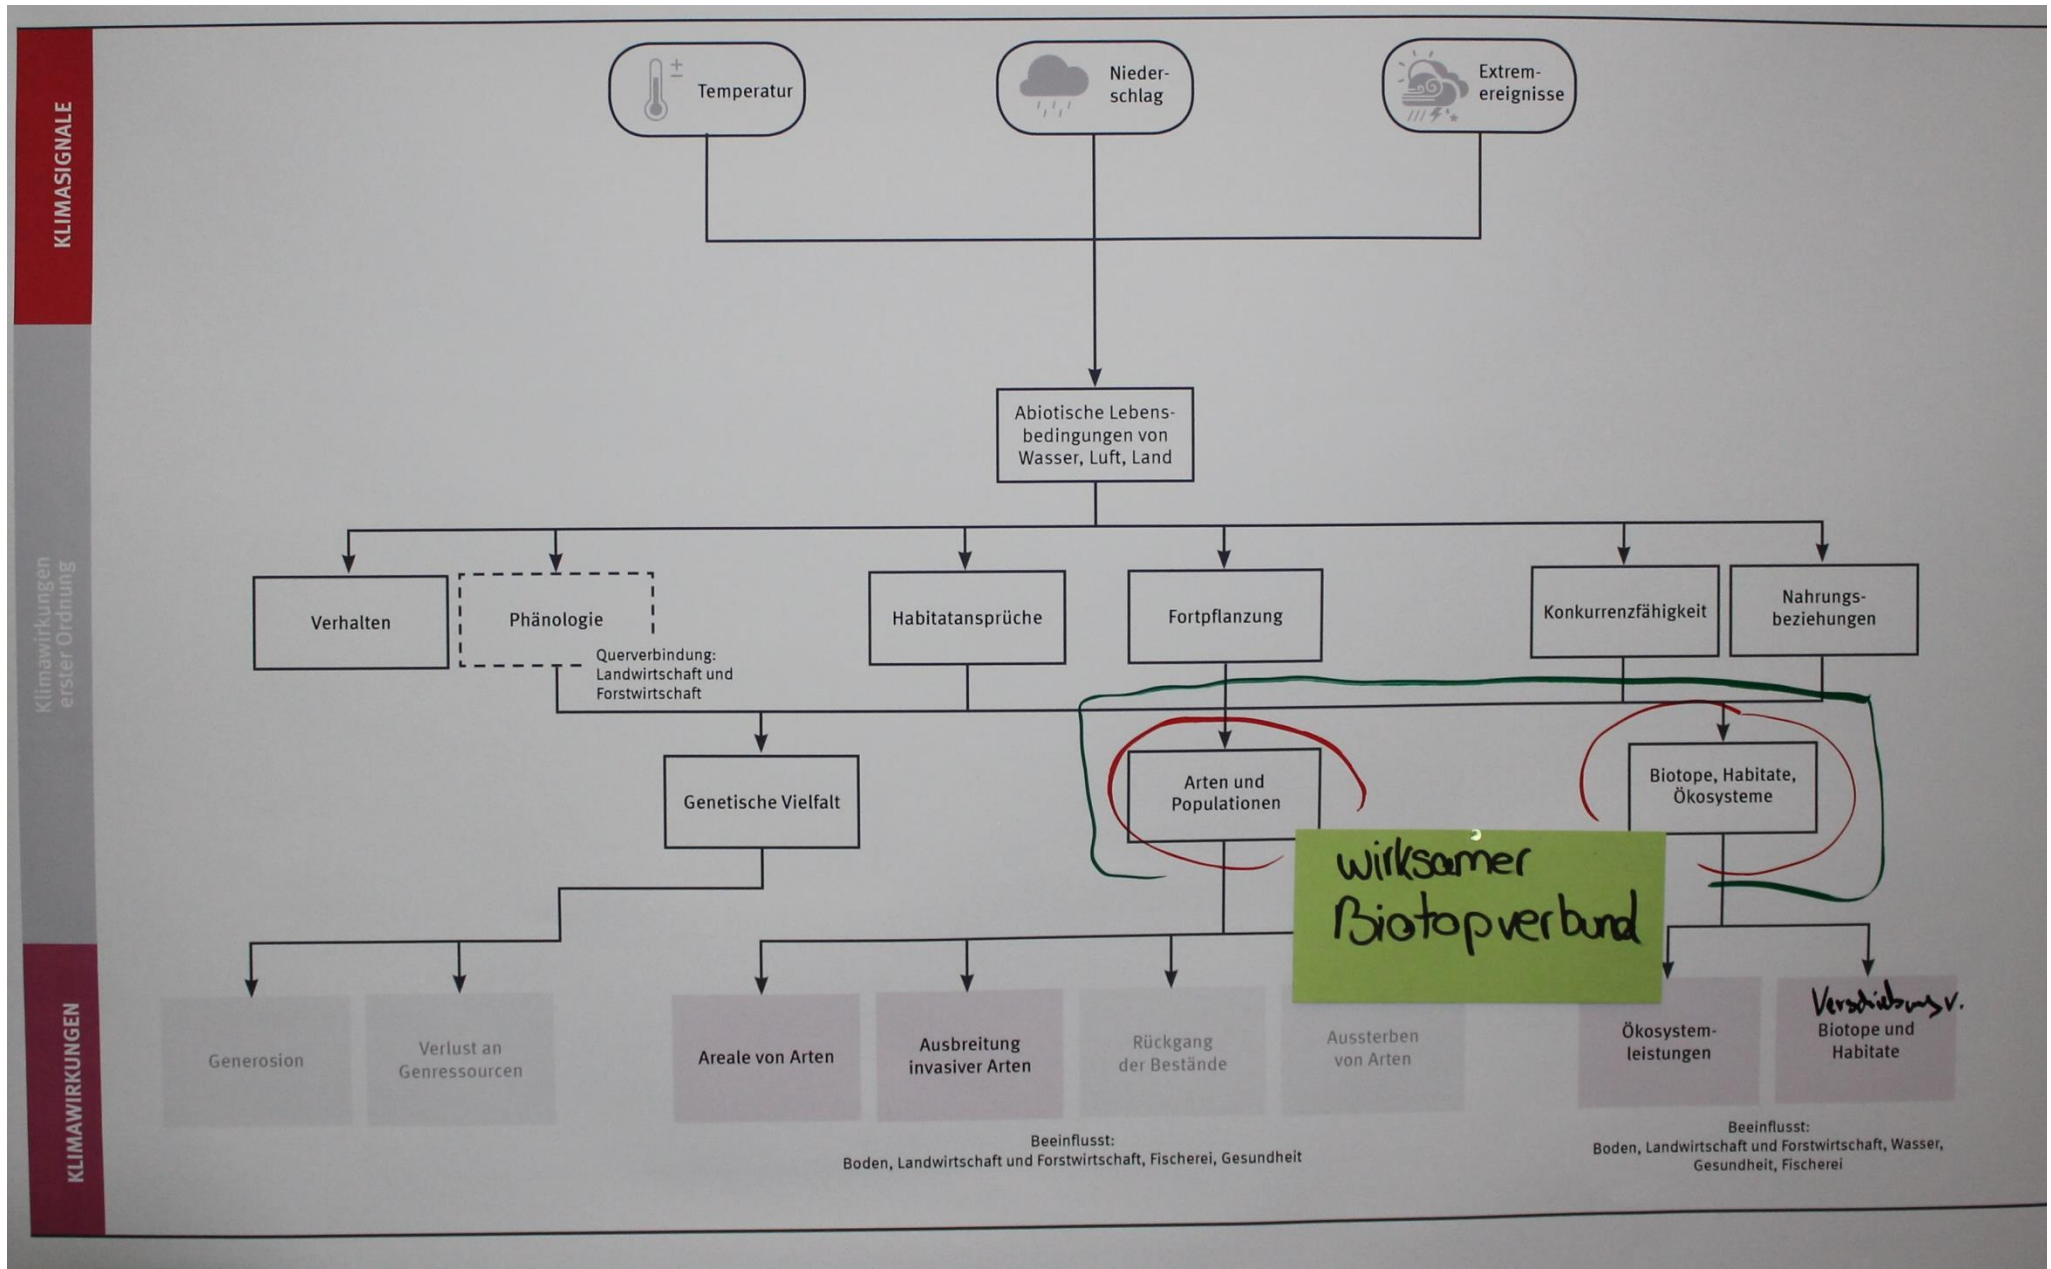 KLIMASIGNALE
±
Temperatur
Nieder-
schlag
Extrem-
ereignisse
Abiotische Lebens-
bedingungen von
Wasser, Luft, Land
Klimawirkungen
erster Ordnung
Verhalten
Phänologie
Querverbindung:
Landwirtschaft und
Forstwirtschaft
Habitatansprüche
Fortpflanzung
Konkurrenzfähigkeit
Nahrungs-
beziehungen
Genetische Vielfalt
Arten und
Populationen
Biotope, Habitate,
Ökosysteme
wirksamer
Biotopverbund
KLIMAWIRKUNGEN
Generosion
Verlust an
Genressourcen
Areale von Arten
Ausbreitung
invasiver Arten
Rückgang
der Bestände
Aussterben
von Arten
Ökosystem-
leistungen
Verschiebung v.
Biotope und
Habitate
Beeinflusst:
Boden, Landwirtschaft und Forstwirtschaft, Fischerei, Gesundheit
Beeinflusst:
Boden, Landwirtschaft und Forstwirtschaft, Wasser,
Gesundheit, Fischerei